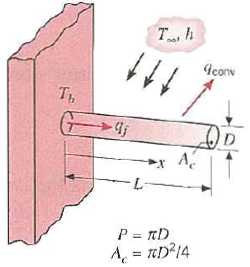 T∞, h
q_conv
T_b
q_f
D
x
A_c
L
P = πD
A_c = πD²/4